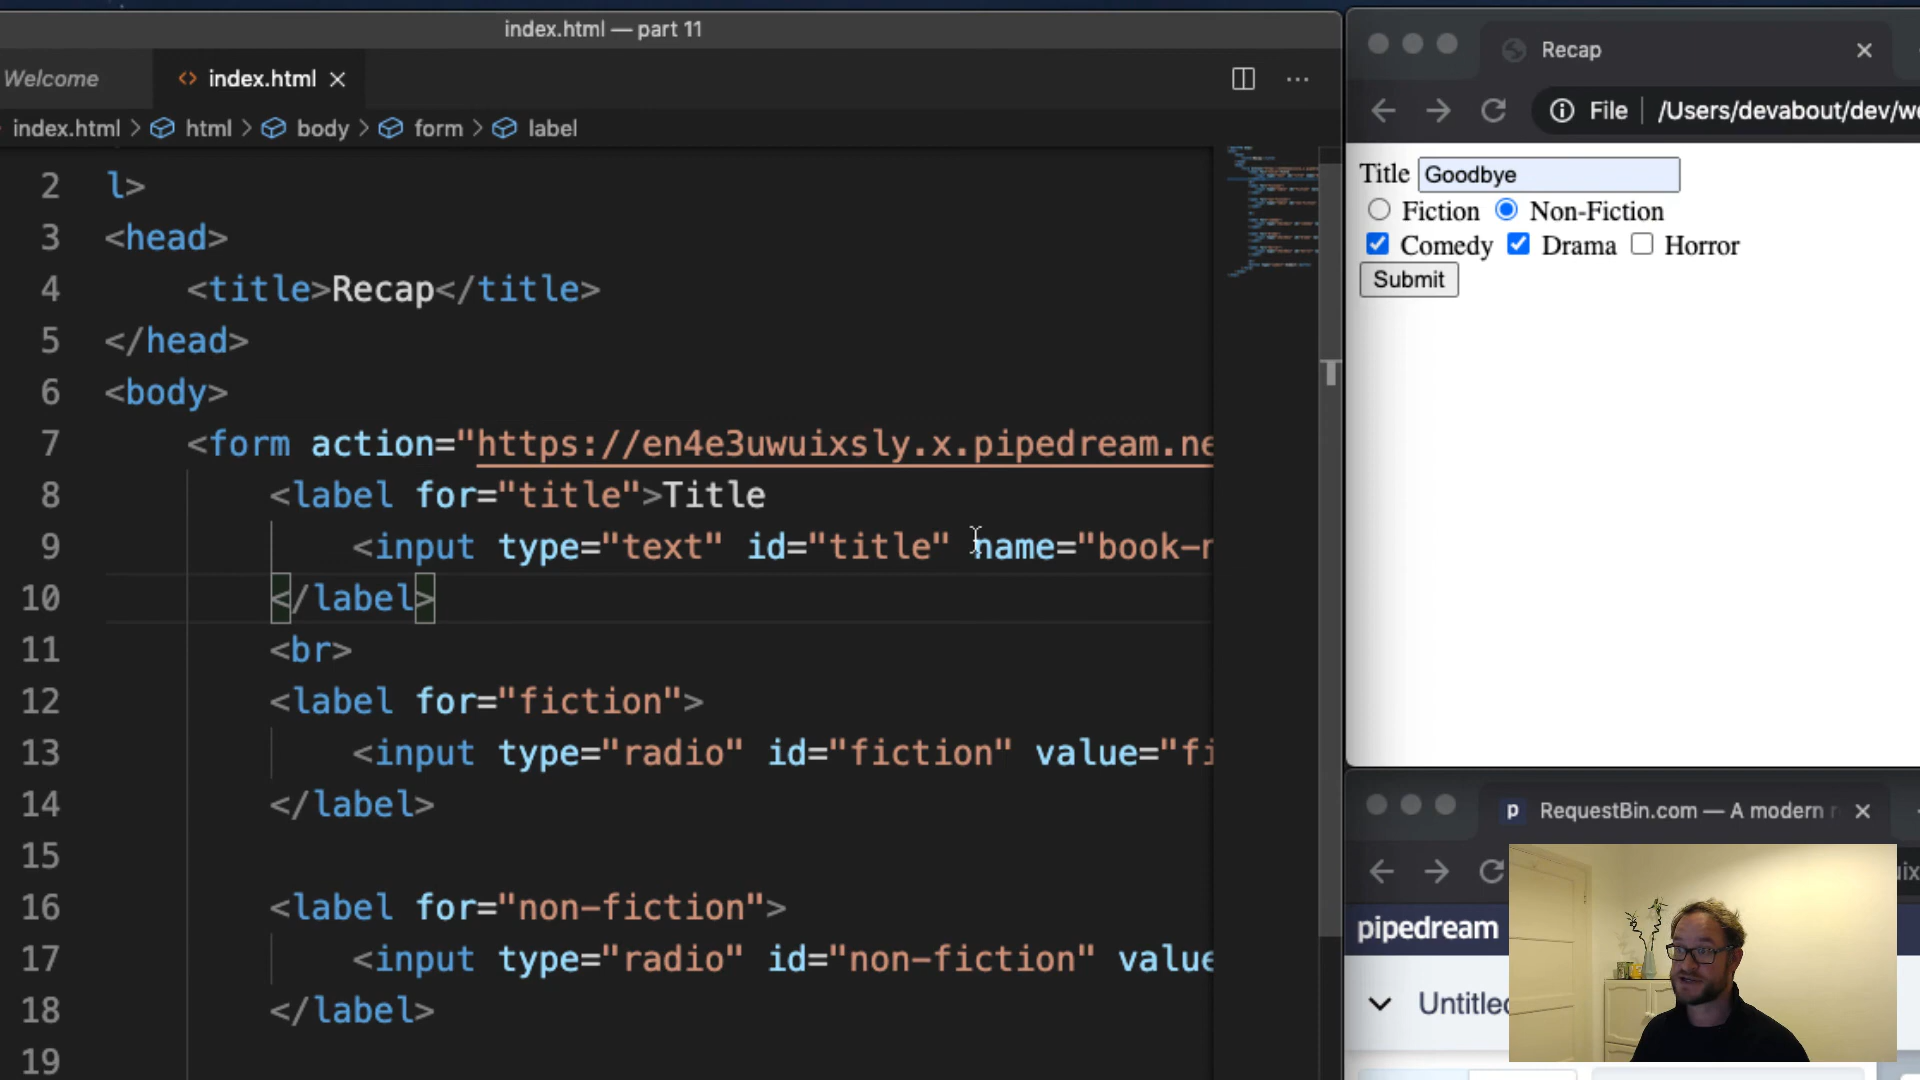 index.html — part 11
Welcome
<> index.html ×
index.html > html > body > form > label
2 l>
3 <head>
4 <title>Recap</title>
5 </head>
6 <body>
7 <form action="https://en4e3uwuixsly.x.pipedream.ne
8 <label for="title">Title
9 <input type="text" id="title" name="book-
10 </label>
11 <br>
12 <label for="fiction">
13 <input type="radio" id="fiction" value="fi
14 </label>
15
16 <label for="non-fiction">
17 <input type="radio" id="non-fiction" value
18 </label>
19
Recap
File /Users/devabout/dev/we
Title Goodbye
Fiction Non-Fiction
Comedy Drama Horror
Submit
RequestBin.com — A modern
pipedream
Untitled